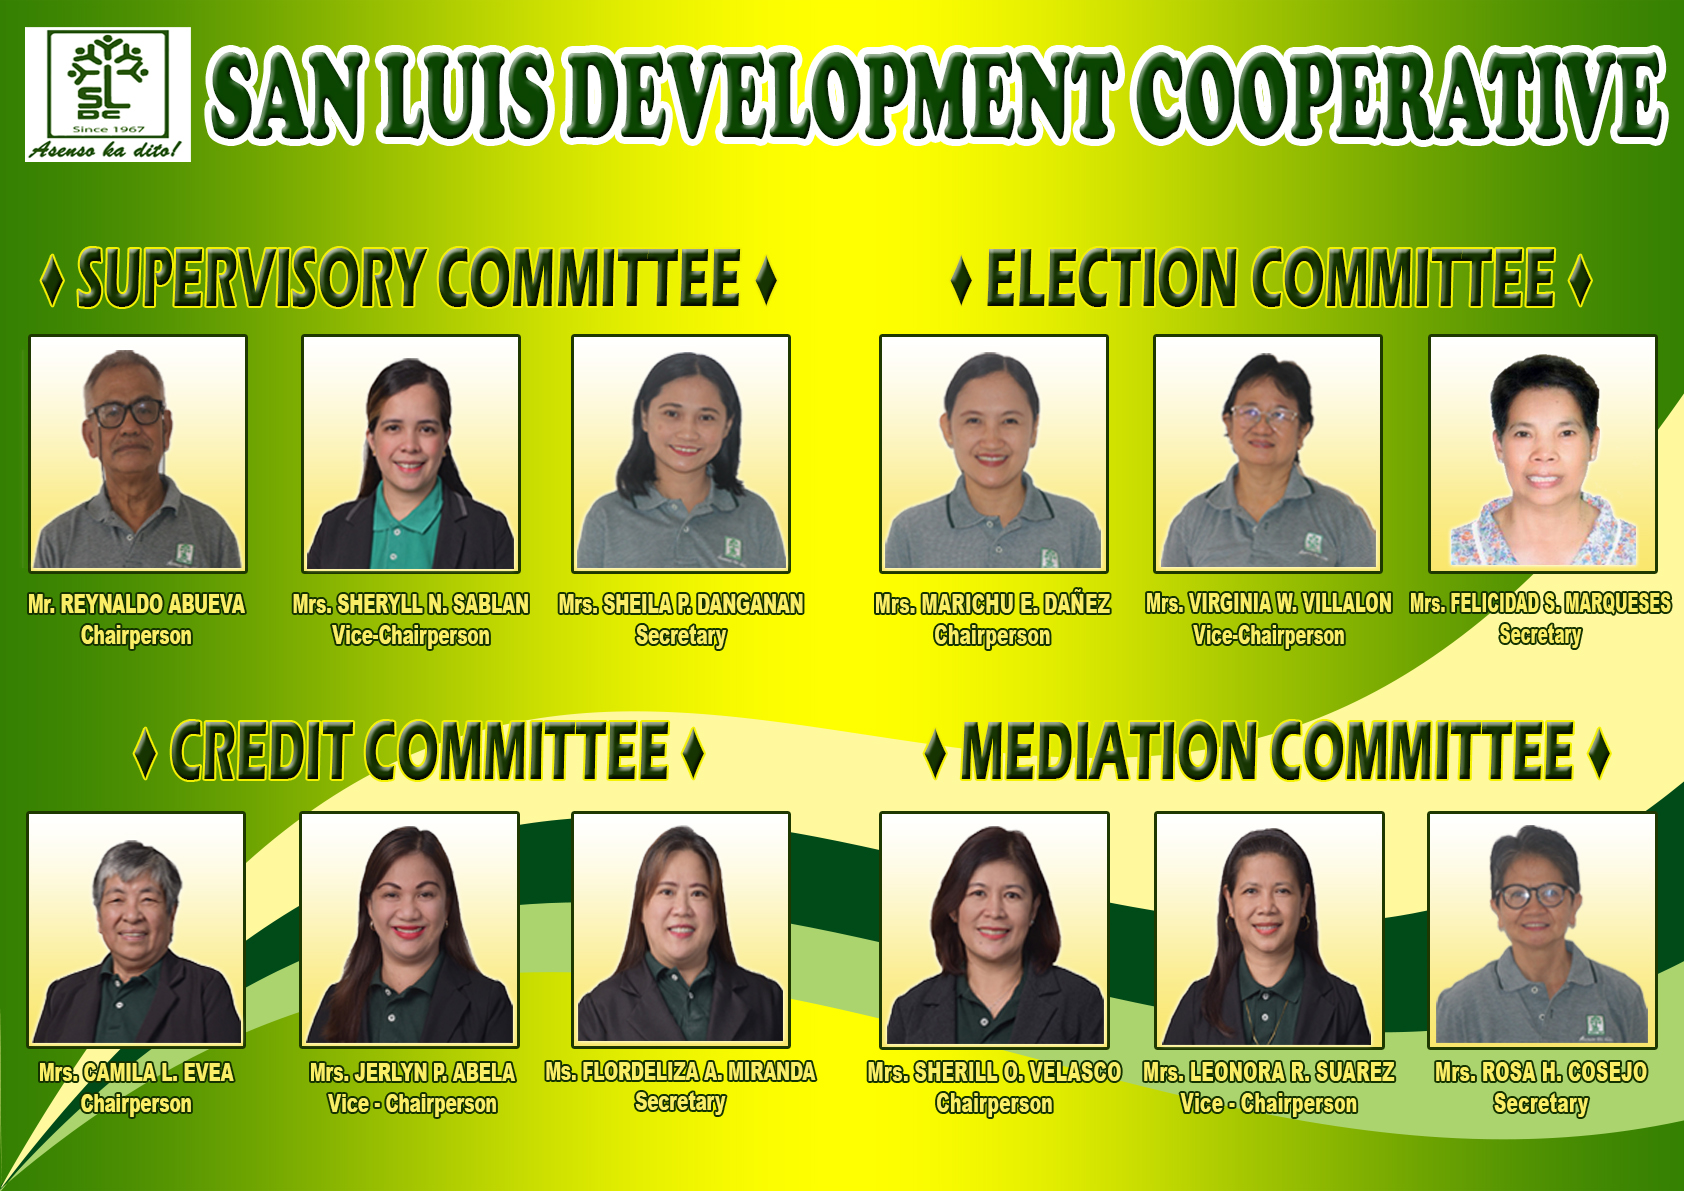 SLDC
Since 1967
Asenso ka dito!
SAN LUIS DEVELOPMENT COOPERATIVE
SUPERVISORY COMMITTEE
Mr. REYNALDO ABUEVA
Chairperson
Mrs. SHERYLL N. SABLAN
Vice-Chairperson
Mrs. SHEILA P. DANGANAN
Secretary
ELECTION COMMITTEE
Mrs. MARICHU E. DAÑEZ
Chairperson
Mrs. VIRGINIA W. VILLALON
Vice-Chairperson
Mrs. FELICIDAD S. MARQUESES
Secretary
CREDIT COMMITTEE
Mrs. CAMILA L. EVEA
Chairperson
Mrs. JERLYN P. ABELA
Vice - Chairperson
Ms. FLORDELIZA A. MIRANDA
Secretary
MEDIATION COMMITTEE
Mrs. SHERILL O. VELASCO
Chairperson
Mrs. LEONORA R. SUAREZ
Vice - Chairperson
Mrs. ROSA H. COSEJO
Secretary